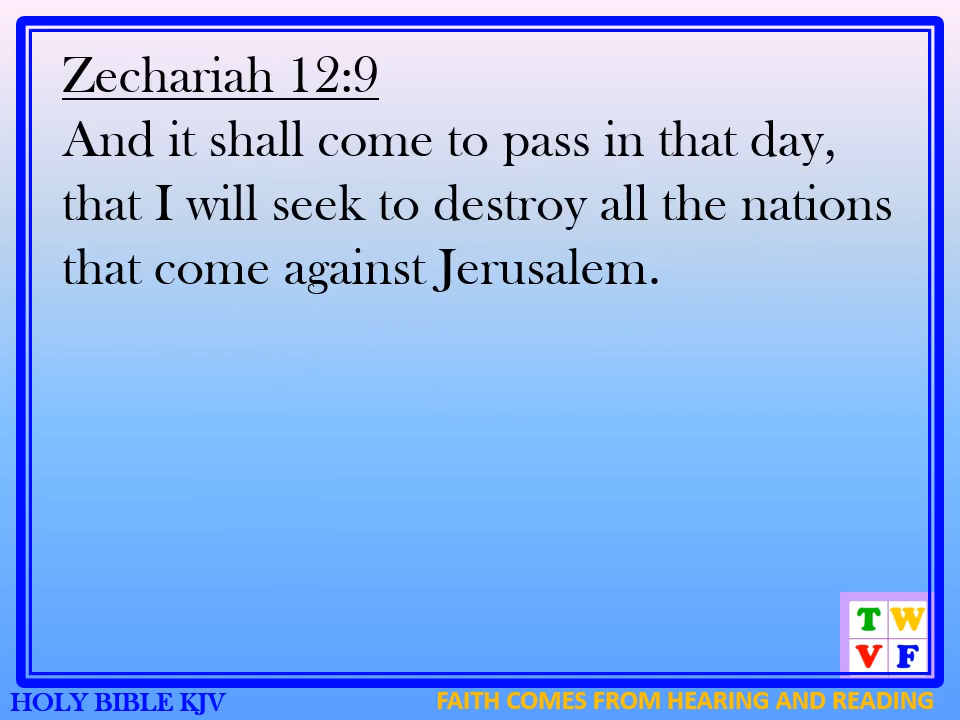 Zechariah 12:9
And it shall come to pass in that day,
that I will seek to destroy all the nations
that come against Jerusalem.
T W
V F
HOLY BIBLE KJV
FAITH COMES FROM HEARING AND READING